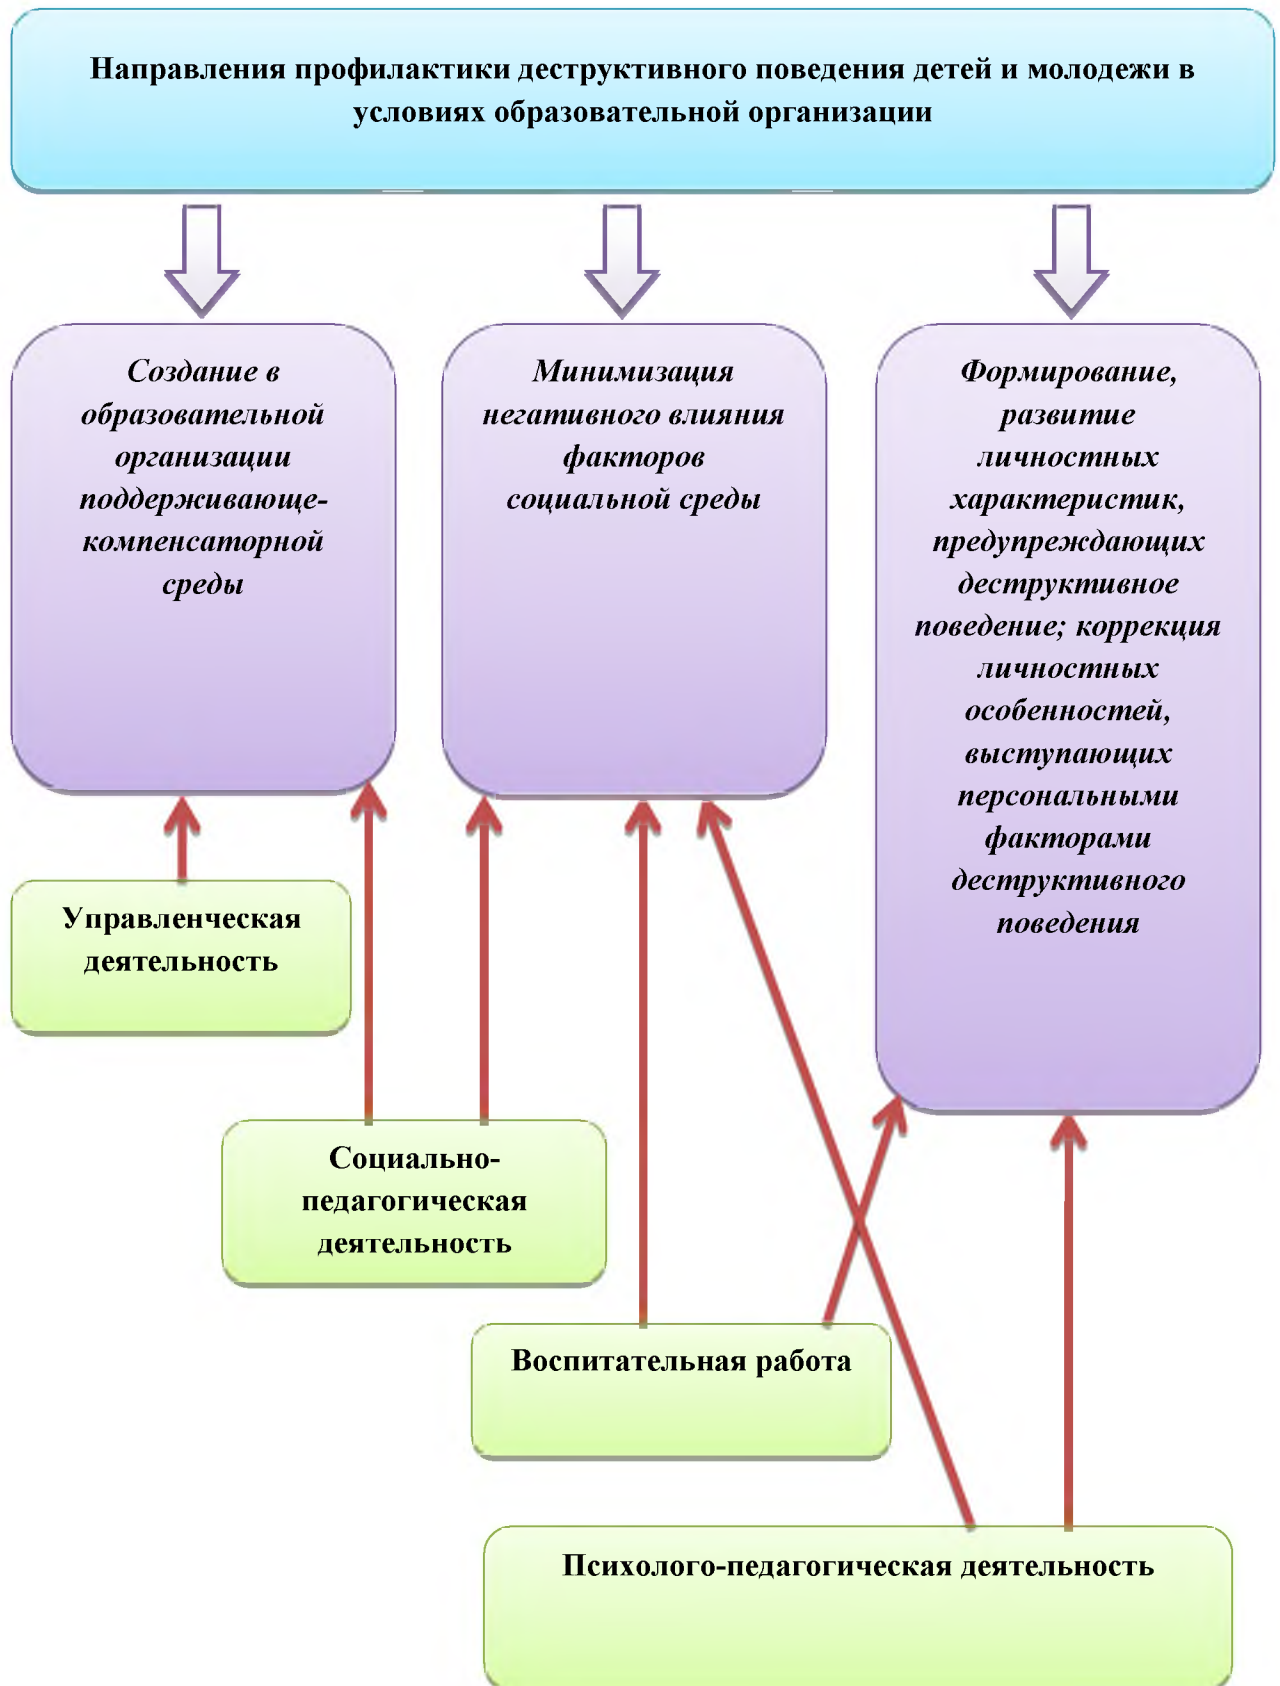 Направления профилактики деструктивного поведения детей и молодежи в
условиях образовательной организации
Создание в
образовательной
организации
поддерживающе-
компенсаторной
среды
Минимизация
негативного влияния
факторов
социальной среды
Формирование,
развитие
личностных
характеристик,
предупреждающих
деструктивное
поведение; коррекция
личностных
особенностей,
выступающих
персональными
факторами
деструктивного
поведения
Управленческая
деятельность
Социально-
педагогическая
деятельность
Воспитательная работа
Психолого-педагогическая деятельность